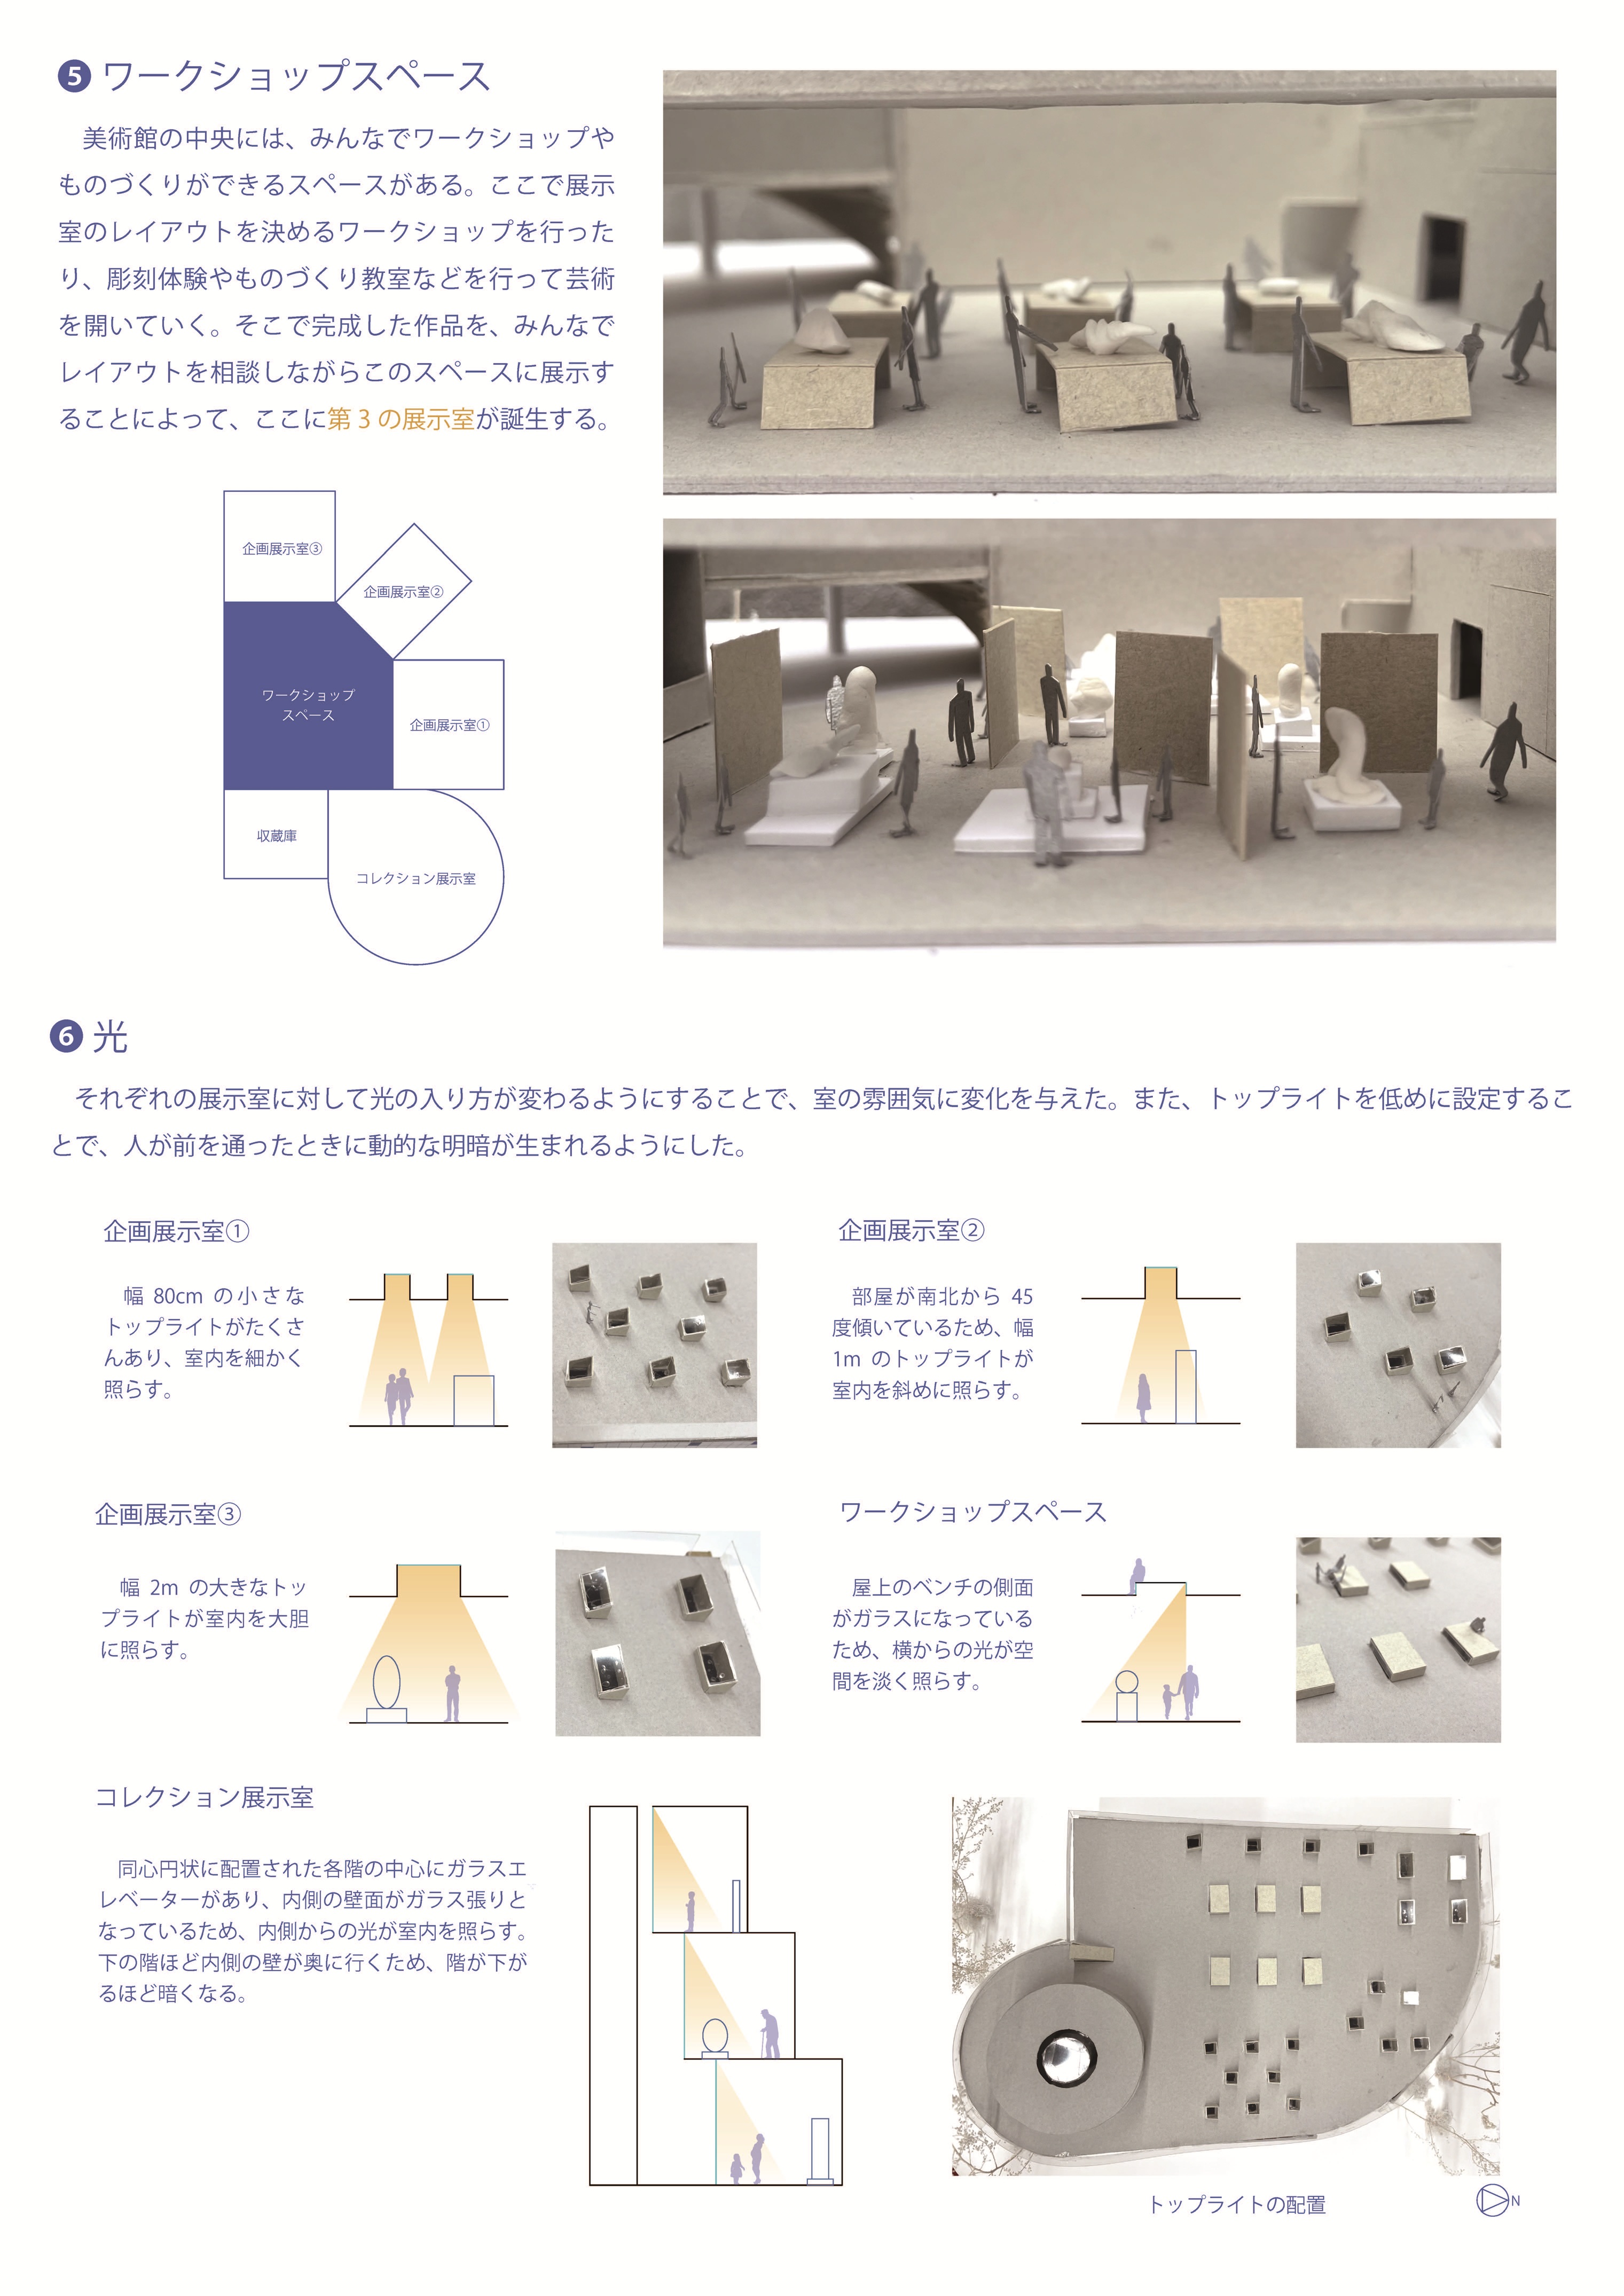 5 ワークショップスペース
美術館の中央には、みんなでワークショップや
ものづくりができるスペースがある。ここで展示
室のレイアウトを決めるワークショップを行った
り、彫刻体験やものづくり教室などを行って芸術
を開いていく。そこで完成した作品を、みんなで
レイアウトを相談しながらこのスペースに展示す
ることによって、ここに第 3 の展示室が誕生する。
企画展示室③
企画展示室②
ワークショップ
スペース
企画展示室①
収蔵庫
コレクション展示室
6 光
それぞれの展示室に対して光の入り方が変わるようにすることで、室の雰囲気に変化を与えた。また、トップライトを低めに設定するこ
とで、人が前を通ったときに動的な明暗が生まれるようにした。
企画展示室①
幅 80cm の小さな
トップライトがたくさ
んあり、室内を細かく
照らす。
企画展示室②
部屋が南北から 45
度傾いているため、幅
1m のトップライトが
室内を斜めに照らす。
企画展示室③
幅 2m の大きなトッ
プライトが室内を大胆
に照らす。
ワークショップスペース
屋上のベンチの側面
がガラスになっている
ため、横からの光が空
間を淡く照らす。
コレクション展示室
同心円状に配置された各階の中心にガラスエ
レベーターがあり、内側の壁面がガラス張りと
なっているため、内側からの光が室内を照らす。
下の階ほど内側の壁が奥に行くため、階が下が
るほど暗くなる。
トップライトの配置
N